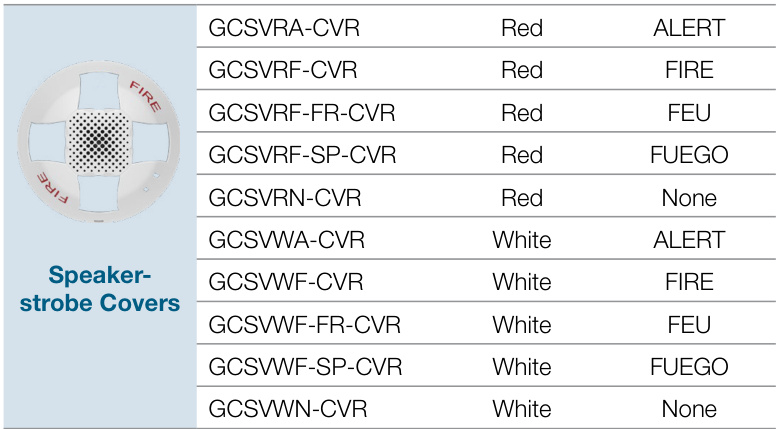 GCSVRA-CVR Red ALERT
GCSVRF-CVR Red FIRE
GCSVRF-FR-CVR Red FEU
GCSVRF-SP-CVR Red FUEGO
GCSVRN-CVR Red None
GCSVWA-CVR White ALERT
GCSVWF-CVR White FIRE
GCSVWF-FR-CVR White FEU
GCSVWF-SP-CVR White FUEGO
GCSVWN-CVR White None
FIRE
FIRE
Speaker-
strobe Covers